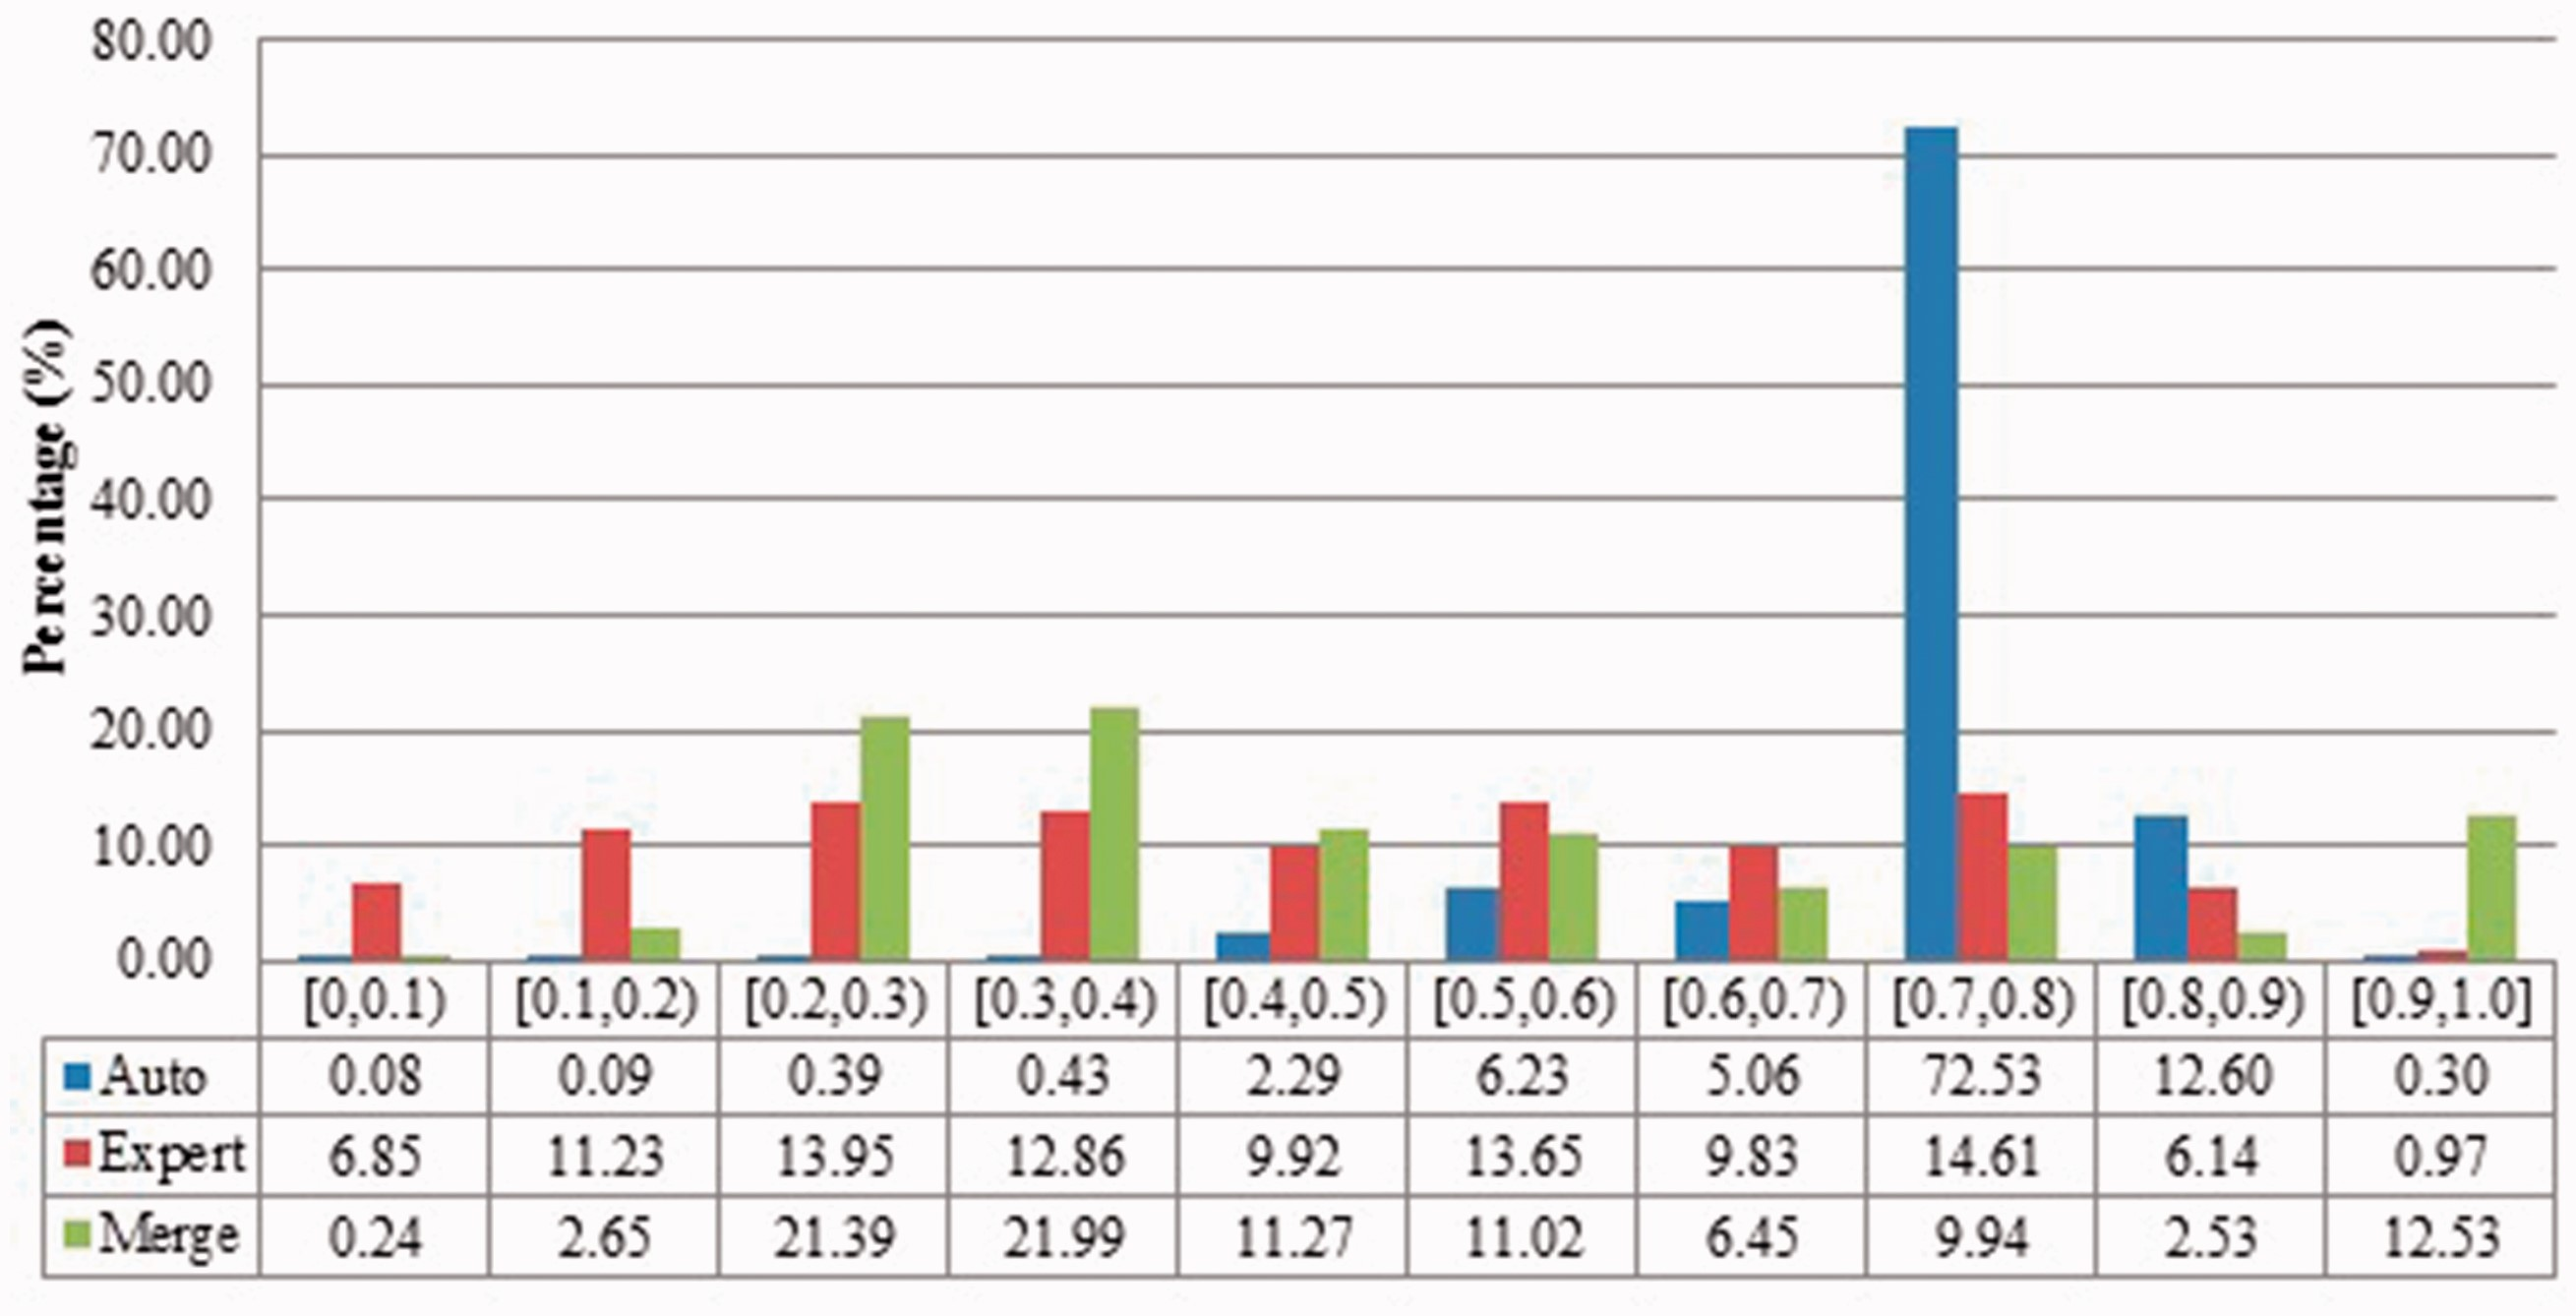 80.00
70.00
60.00
50.00
40.00
30.00
20.00
10.00
0.00
Percentage (%)
[0,0.1) [0.1,0.2) [0.2,0.3) [0.3,0.4) [0.4,0.5) [0.5,0.6) [0.6,0.7) [0.7,0.8) [0.8,0.9) [0.9,1.0]
Auto 0.08 0.09 0.39 0.43 2.29 6.23 5.06 72.53 12.60 0.30
Expert 6.85 11.23 13.95 12.86 9.92 13.65 9.83 14.61 6.14 0.97
Merge 0.24 2.65 21.39 21.99 11.27 11.02 6.45 9.94 2.53 12.53